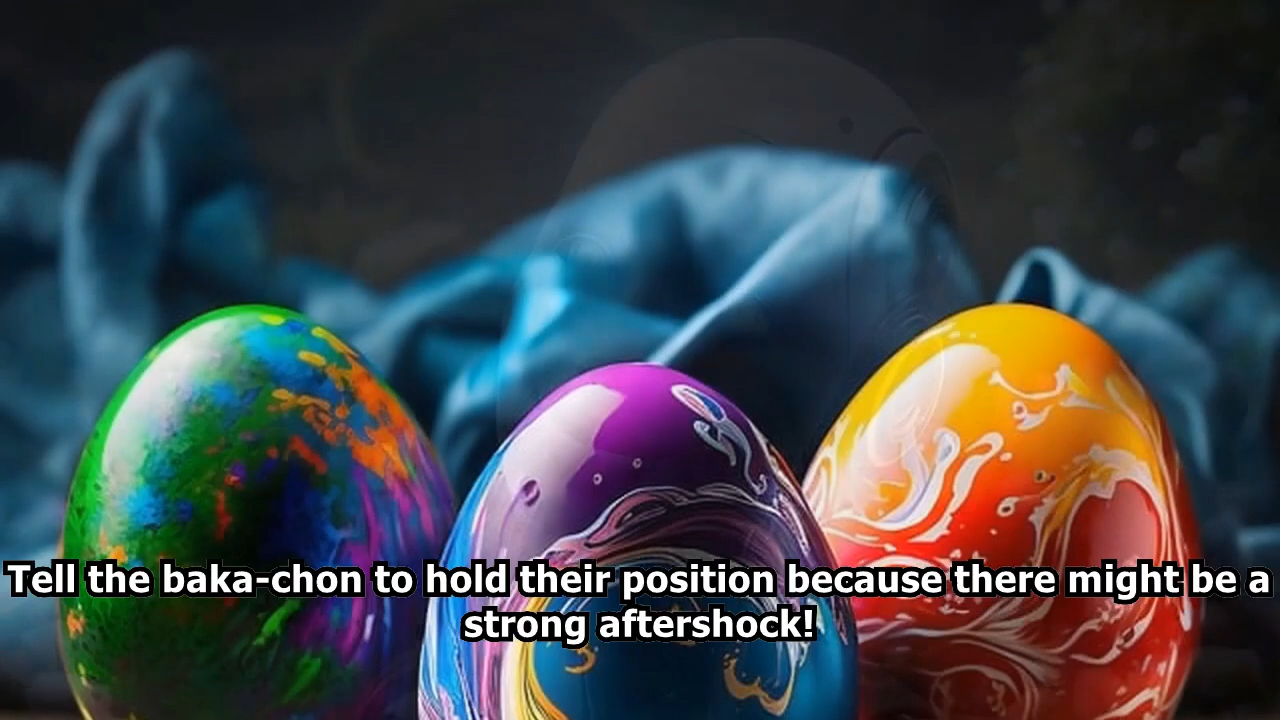 Tell the baka-chon to hold their position because there might be a
strong aftershock!